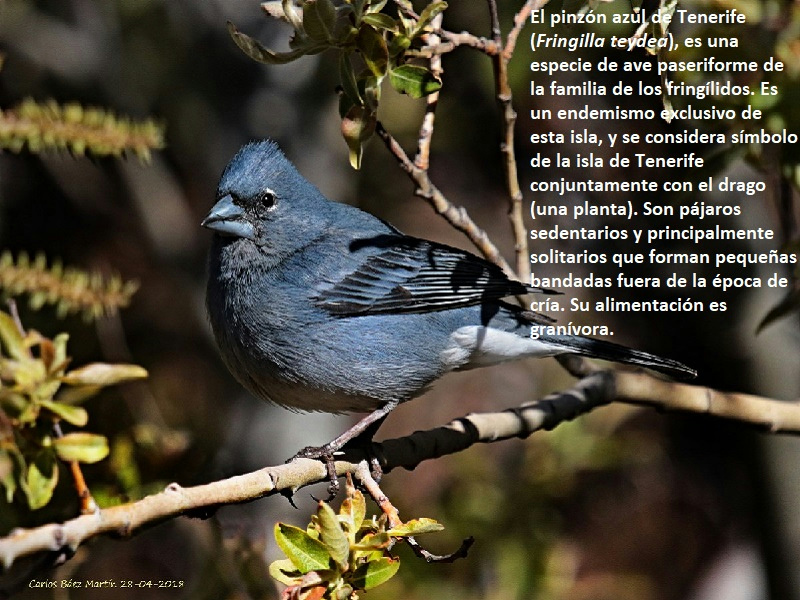 El pinzón azul de Tenerife
(Fringilla teydea), es una
especie de ave paseriforme de
la familia de los fringílidos. Es
un endemismo exclusivo de
esta isla, y se considera símbolo
de la isla de Tenerife
conjuntamente con el drago
(una planta). Son pájaros
sedentarios y principalmente
solitarios que forman pequeñas
bandadas fuera de la época de
cría. Su alimentación es
granívora.
Carlos Báez Martín 28-04-2018